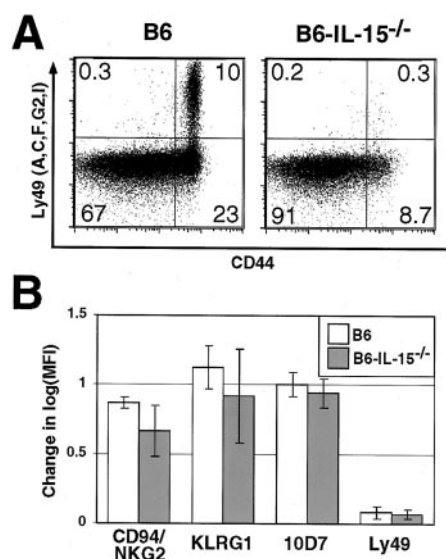 A
B6
B6-IL-15-/-
0.3
10
67
23
0.2
0.3
91
8.7
Ly49 (A,C,F,G2,I)
CD44
B
B6
B6-IL-15-/-
Change in log(MFI)
1.5
1
0.5
0
CD94/
NKG2
KLRG1
10D7
Ly49